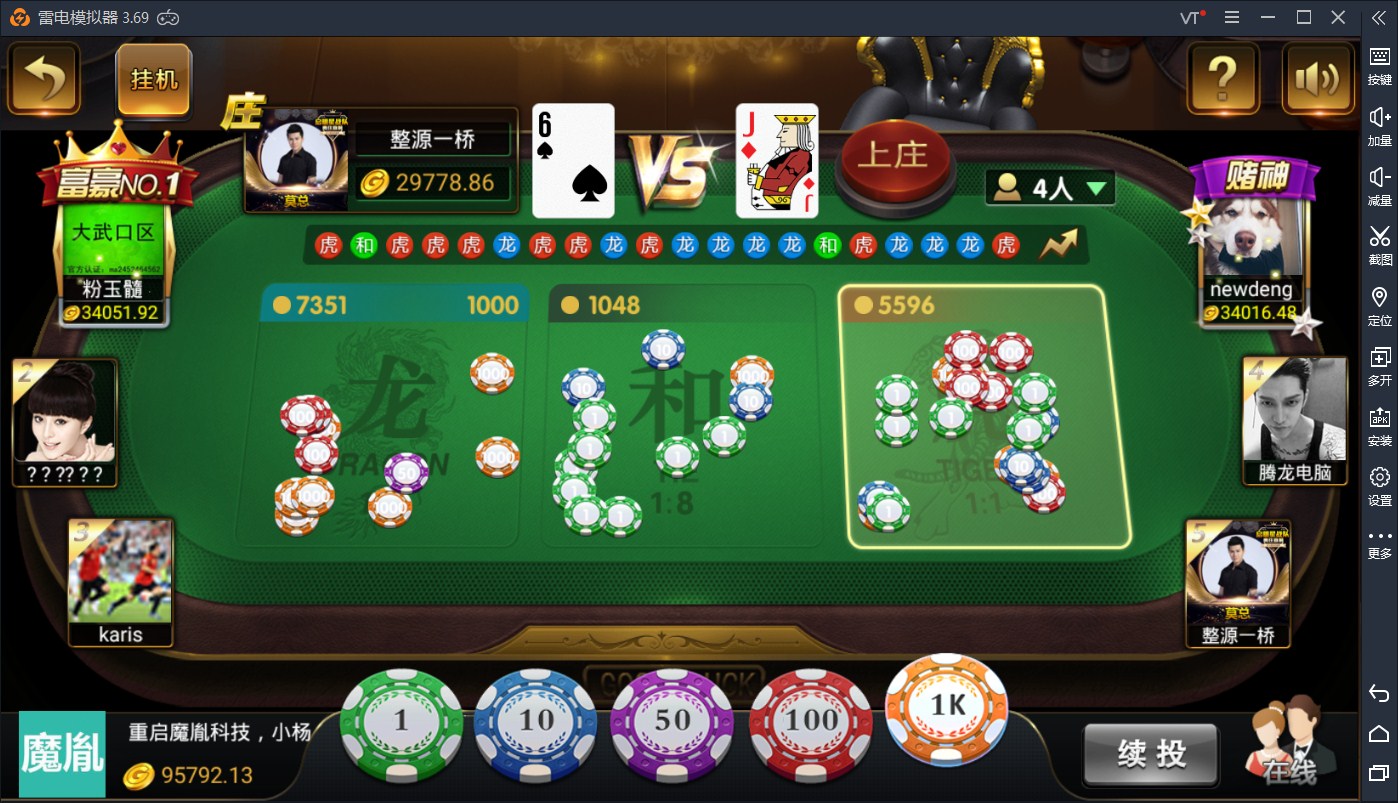 雷电模拟器 3.69
VT
挂机
庄
整源一桥
29778.86
莫总
6
VS
J
J
上庄
4人
?
富豪NO.1
大武口区
粉玉髓
34051.92
赌神
newdeng
34016.48
虎 和 虎 虎 虎 龙 虎 虎 龙 虎 龙 龙 龙 龙 和 虎 龙 龙 龙 虎
7351 1000
1048
5596
龙
DRAGON
和
1:8
TIGER
1:1
2
??????
3
karis
4
腾龙电脑
5
莫总
整源一桥
魔胤
重启魔胤科技，小杨
95792.13
1
10
50
100
1K
续投
在线
按键
加量
减量
截图
定位
多开
安装
设置
更多